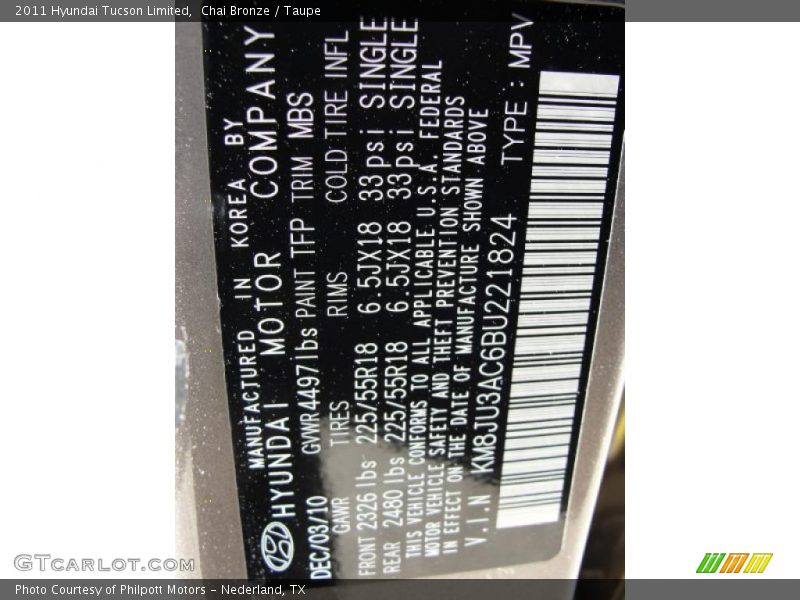 2011 Hyundai Tucson Limited, Chai Bronze / Taupe
MANUFACTURED IN KOREA BY
HYUNDAI MOTOR COMPANY
DEC/03/10 GVWR 4497lbs PAINT TFP TRIM MBS
GAWR TIRES RIMS COLD TIRE INFL
FRONT 2326 lbs 225/55R18 6.5JX18 33psi SINGLE
REAR 2480 lbs 225/55R18 6.5JX18 33psi SINGLE
THIS VEHICLE CONFORMS TO ALL APPLICABLE U.S.A. FEDERAL
MOTOR VEHICLE SAFETY AND THEFT PREVENTION STANDARDS
IN EFFECT ON THE DATE OF MANUFACTURE SHOWN ABOVE
V.I.N KM8JU3AC6BU221824 TYPE : MPV
GTCarlot.com
Photo Courtesy of Philpott Motors - Nederland, TX